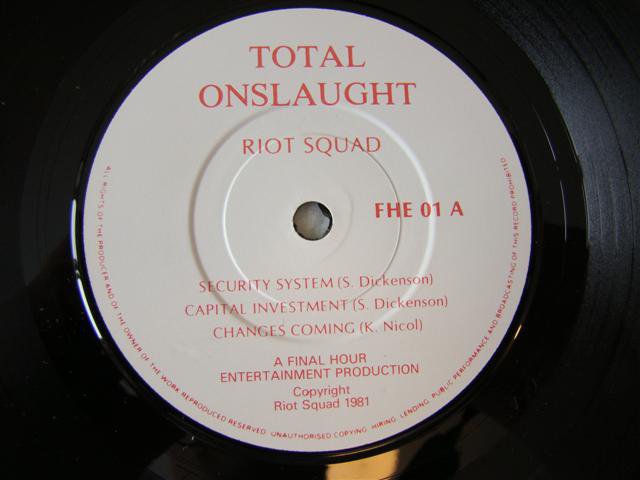 TOTAL
ONSLAUGHT
RIOT SQUAD
FHE 01 A
SECURITY SYSTEM (S. Dickenson)
CAPITAL INVESTMENT (S. Dickenson)
CHANGES COMING (K. Nicol)
A FINAL HOUR
ENTERTAINMENT PRODUCTION
Copyright
Riot Squad 1981
ALL RIGHTS OF THE PRODUCER AND OF THE OWNER OF THE WORK REPRODUCED RESERVED. UNAUTHORISED COPYING, HIRING, LENDING, PUBLIC PERFORMANCE AND BROADCASTING OF THIS RECORD PROHIBITED